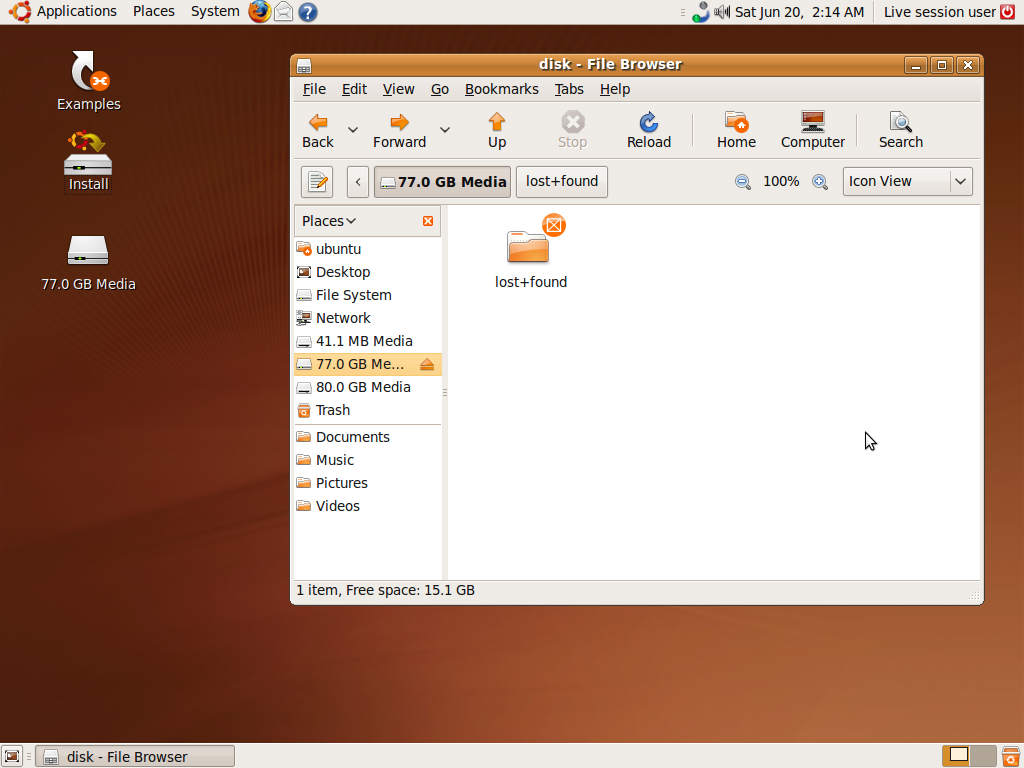 Applications Places System Sat Jun 20, 2:14 AM Live session user
Examples
Install
77.0 GB Media
disk - File Browser
File Edit View Go Bookmarks Tabs Help
Back Forward Up Stop Reload Home Computer Search
77.0 GB Media lost+found 100% Icon View
Places
ubuntu
Desktop
File System
Network
41.1 MB Media
77.0 GB Me...
80.0 GB Media
Trash
Documents
Music
Pictures
Videos
lost+found
1 item, Free space: 15.1 GB
disk - File Browser